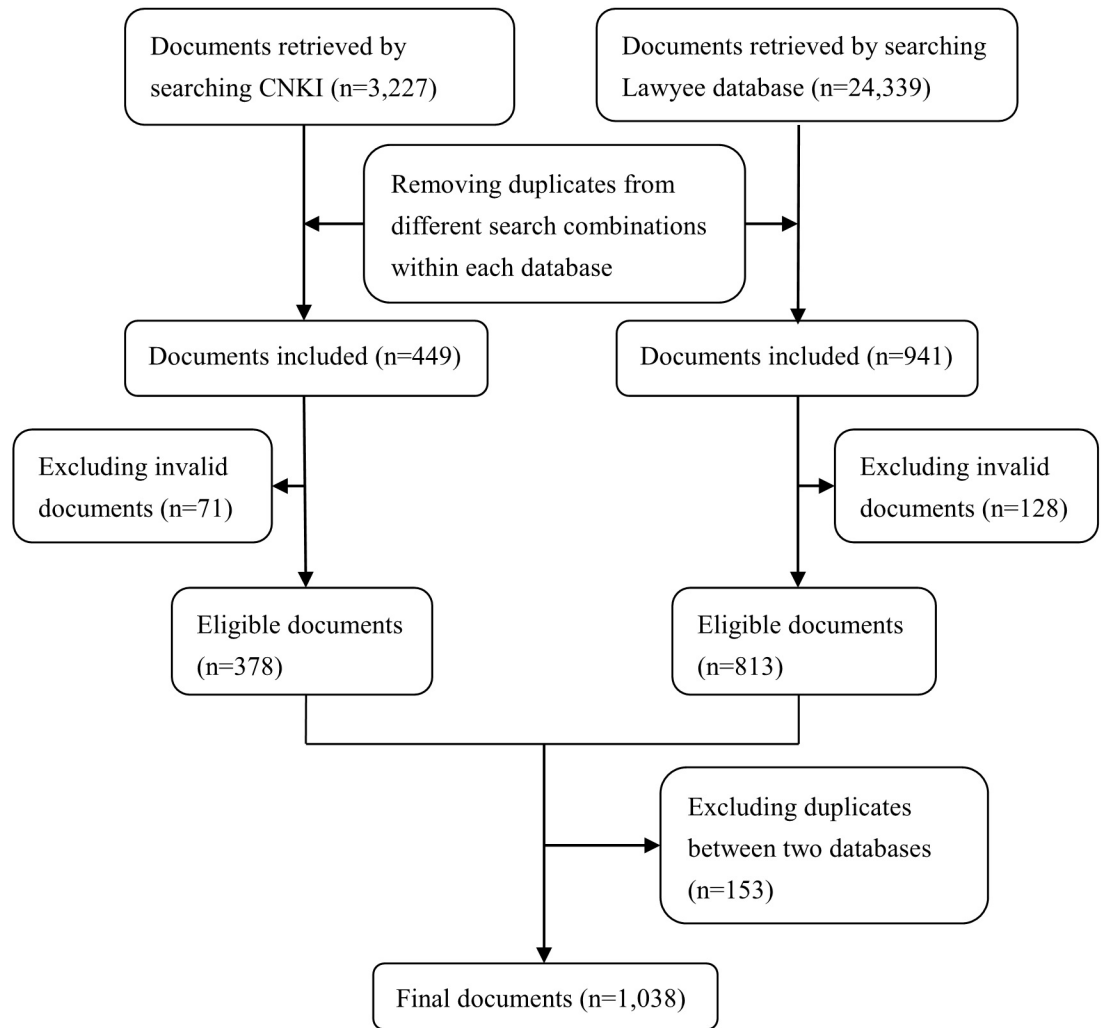 Documents retrieved by
searching CNKI (n=3,227)
Documents retrieved by searching
Lawyee database (n=24,339)
Removing duplicates from
different search combinations
within each database
Documents included (n=449)
Documents included (n=941)
Excluding invalid
documents (n=71)
Excluding invalid
documents (n=128)
Eligible documents
(n=378)
Eligible documents
(n=813)
Excluding duplicates
between two databases
(n=153)
Final documents (n=1,038)